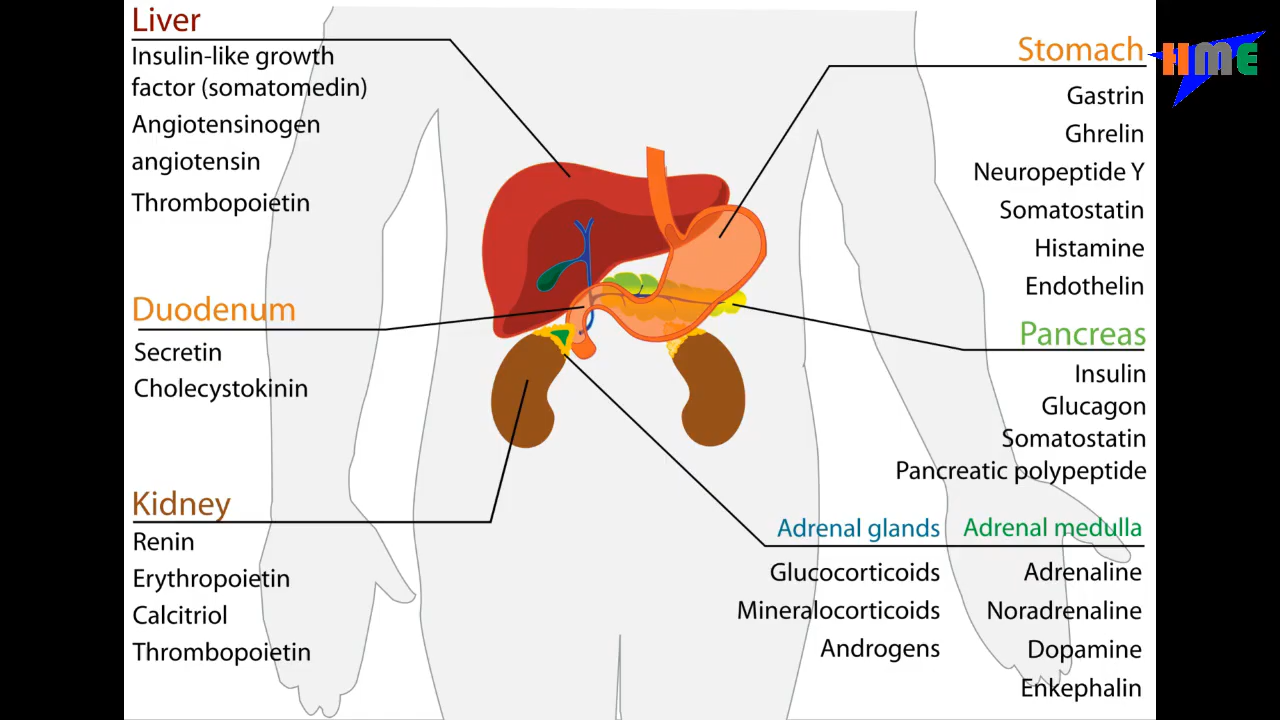 Liver
Insulin-like growth
factor (somatomedin)
Angiotensinogen
angiotensin
Thrombopoietin
Duodenum
Secretin
Cholecystokinin
Kidney
Renin
Erythropoietin
Calcitriol
Thrombopoietin
HME
Stomach
Gastrin
Ghrelin
Neuropeptide Y
Somatostatin
Histamine
Endothelin
Pancreas
Insulin
Glucagon
Somatostatin
Pancreatic polypeptide
Adrenal glands
Glucocorticoids
Mineralocorticoids
Androgens
Adrenal medulla
Adrenaline
Noradrenaline
Dopamine
Enkephalin